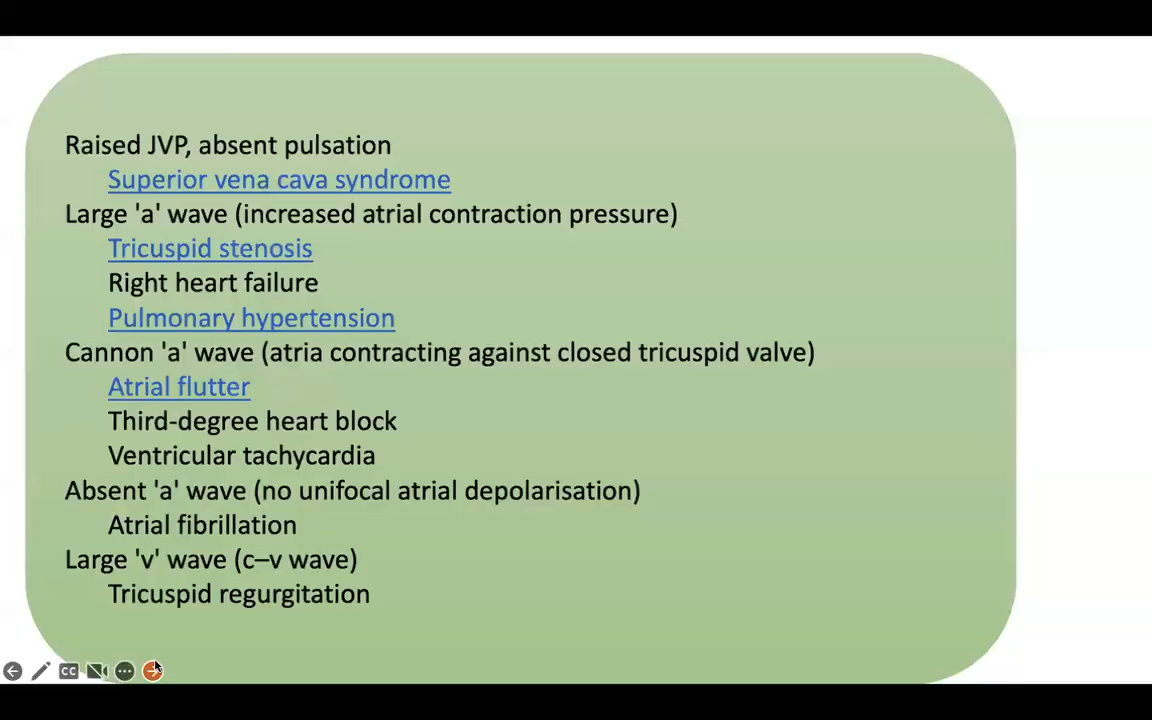 Raised JVP, absent pulsation
Superior vena cava syndrome
Large 'a' wave (increased atrial contraction pressure)
Tricuspid stenosis
Right heart failure
Pulmonary hypertension
Cannon 'a' wave (atria contracting against closed tricuspid valve)
Atrial flutter
Third-degree heart block
Ventricular tachycardia
Absent 'a' wave (no unifocal atrial depolarisation)
Atrial fibrillation
Large 'v' wave (c–v wave)
Tricuspid regurgitation
CC